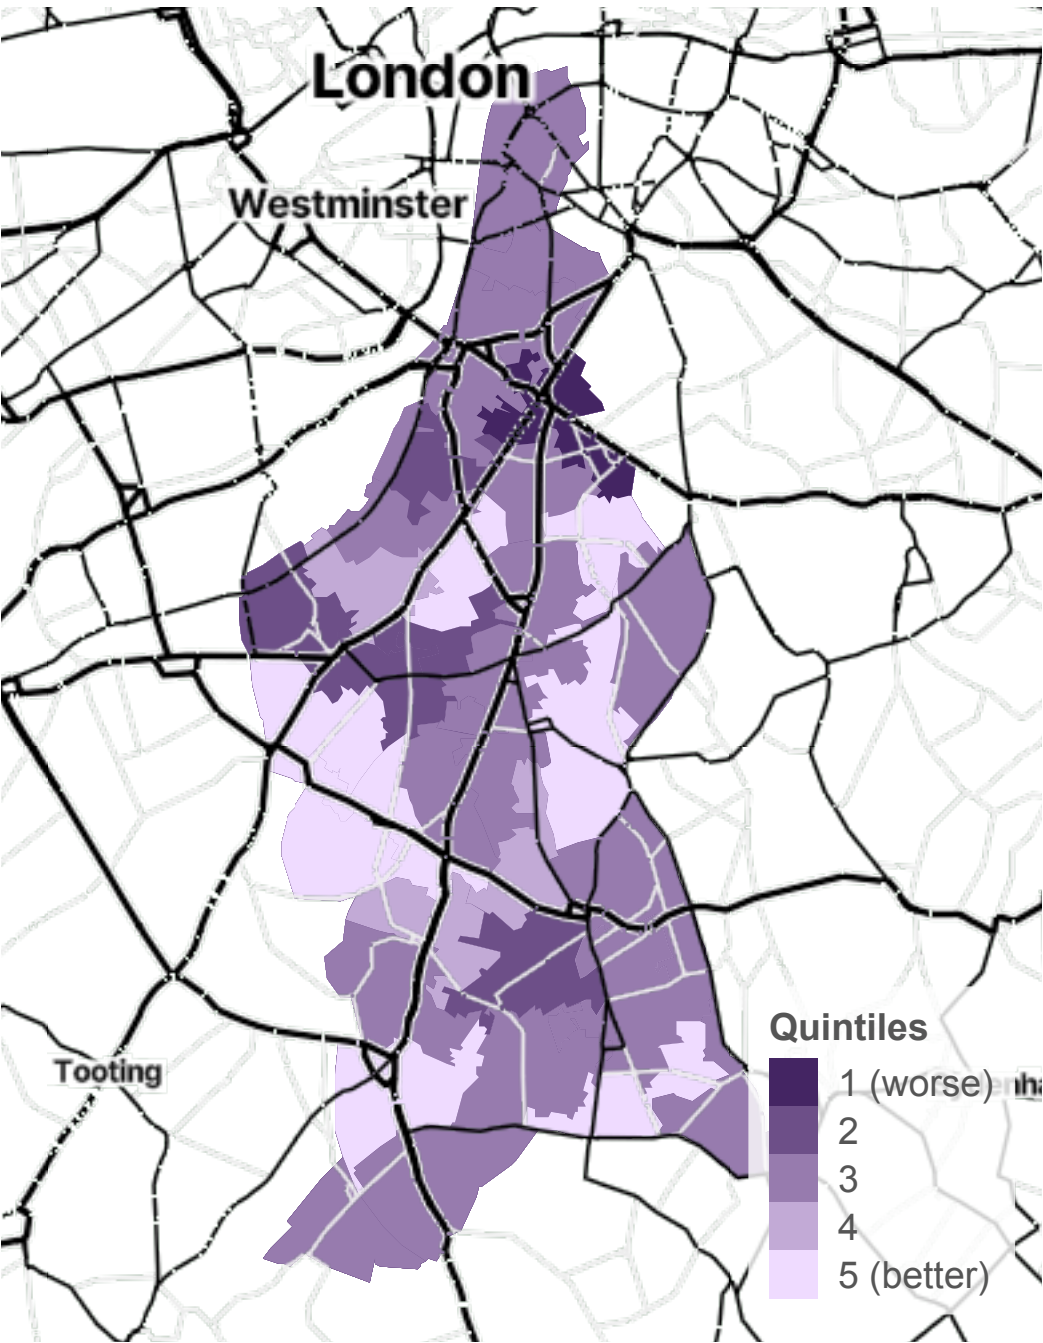 London
Westminster
Tooting
Quintiles
1 (worse)
2
3
4
5 (better)